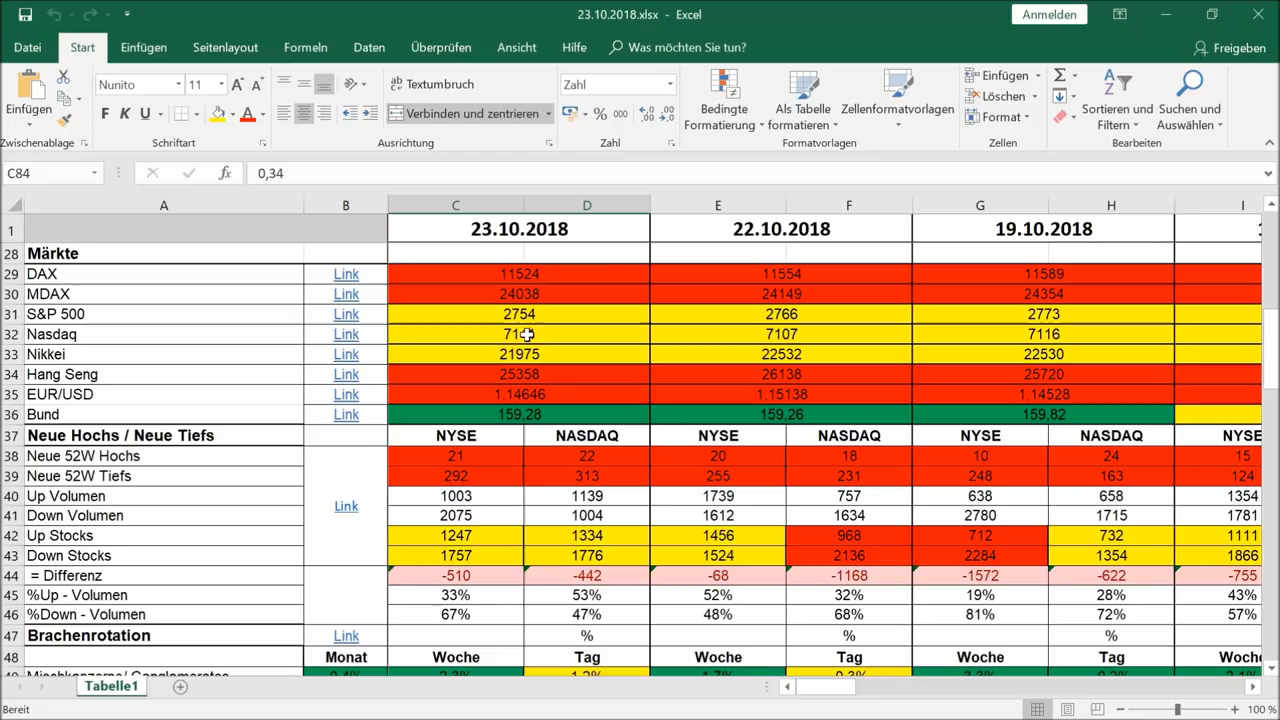 23.10.2018.xlsx – Excel
Anmelden
Datei Start Einfügen Seitenlayout Formeln Daten Überprüfung Ansicht Hilfe Was möchten Sie tun? Freigeben
Einfügen
Nunito 11
F K U
Textumbruch
Verbinden und zentrieren
Zahl
% 000
Bedingte Formatierung
Als Tabelle formatieren
Zellenformatvorlagen
Einfügen
Löschen
Format
Sortieren und Filtern
Suchen und Auswählen
Zwischenablage Schriftart Ausrichtung Zahl Formatvorlagen Zellen Bearbeiten
C84 fx 0,34
A B C D E F G H I
1 23.10.2018 22.10.2018 19.10.2018
28 Märkte
29 DAX Link 11524 11554 11589
30 MDAX Link 24038 24149 24354
31 S&P 500 Link 2754 2766 2773
32 Nasdaq Link 7107 7116
33 Nikkei Link 21975 22532 22530
34 Hang Seng Link 25358 26138 25720
35 EUR/USD Link 1,14646 1,15138 1,14528
36 Bund Link 159,28 159,26 159,82
37 Neue Hochs / Neue Tiefs NYSE NASDAQ NYSE NASDAQ NYSE NASDAQ NYSE
38 Neue 52W Hochs 21 22 20 18 10 24 15
39 Neue 52W Tiefs 292 313 255 231 248 163 124
40 Up Volumen Link 1003 1139 1739 757 638 658 1354
41 Down Volumen 2075 1004 1612 1634 2780 1715 1781
42 Up Stocks 1247 1334 1456 968 712 732 1111
43 Down Stocks 1757 1776 1524 2136 2284 1354 1866
44 = Differenz -510 -442 -68 -1168 -1572 -622 -755
45 %Up - Volumen 33% 53% 52% 32% 19% 28% 43%
46 %Down - Volumen 67% 47% 48% 68% 81% 72% 57%
47 Brachenrotation Link % % %
48 Monat Woche Tag Woche Tag Woche Tag
Tabelle1
Bereit 100 %